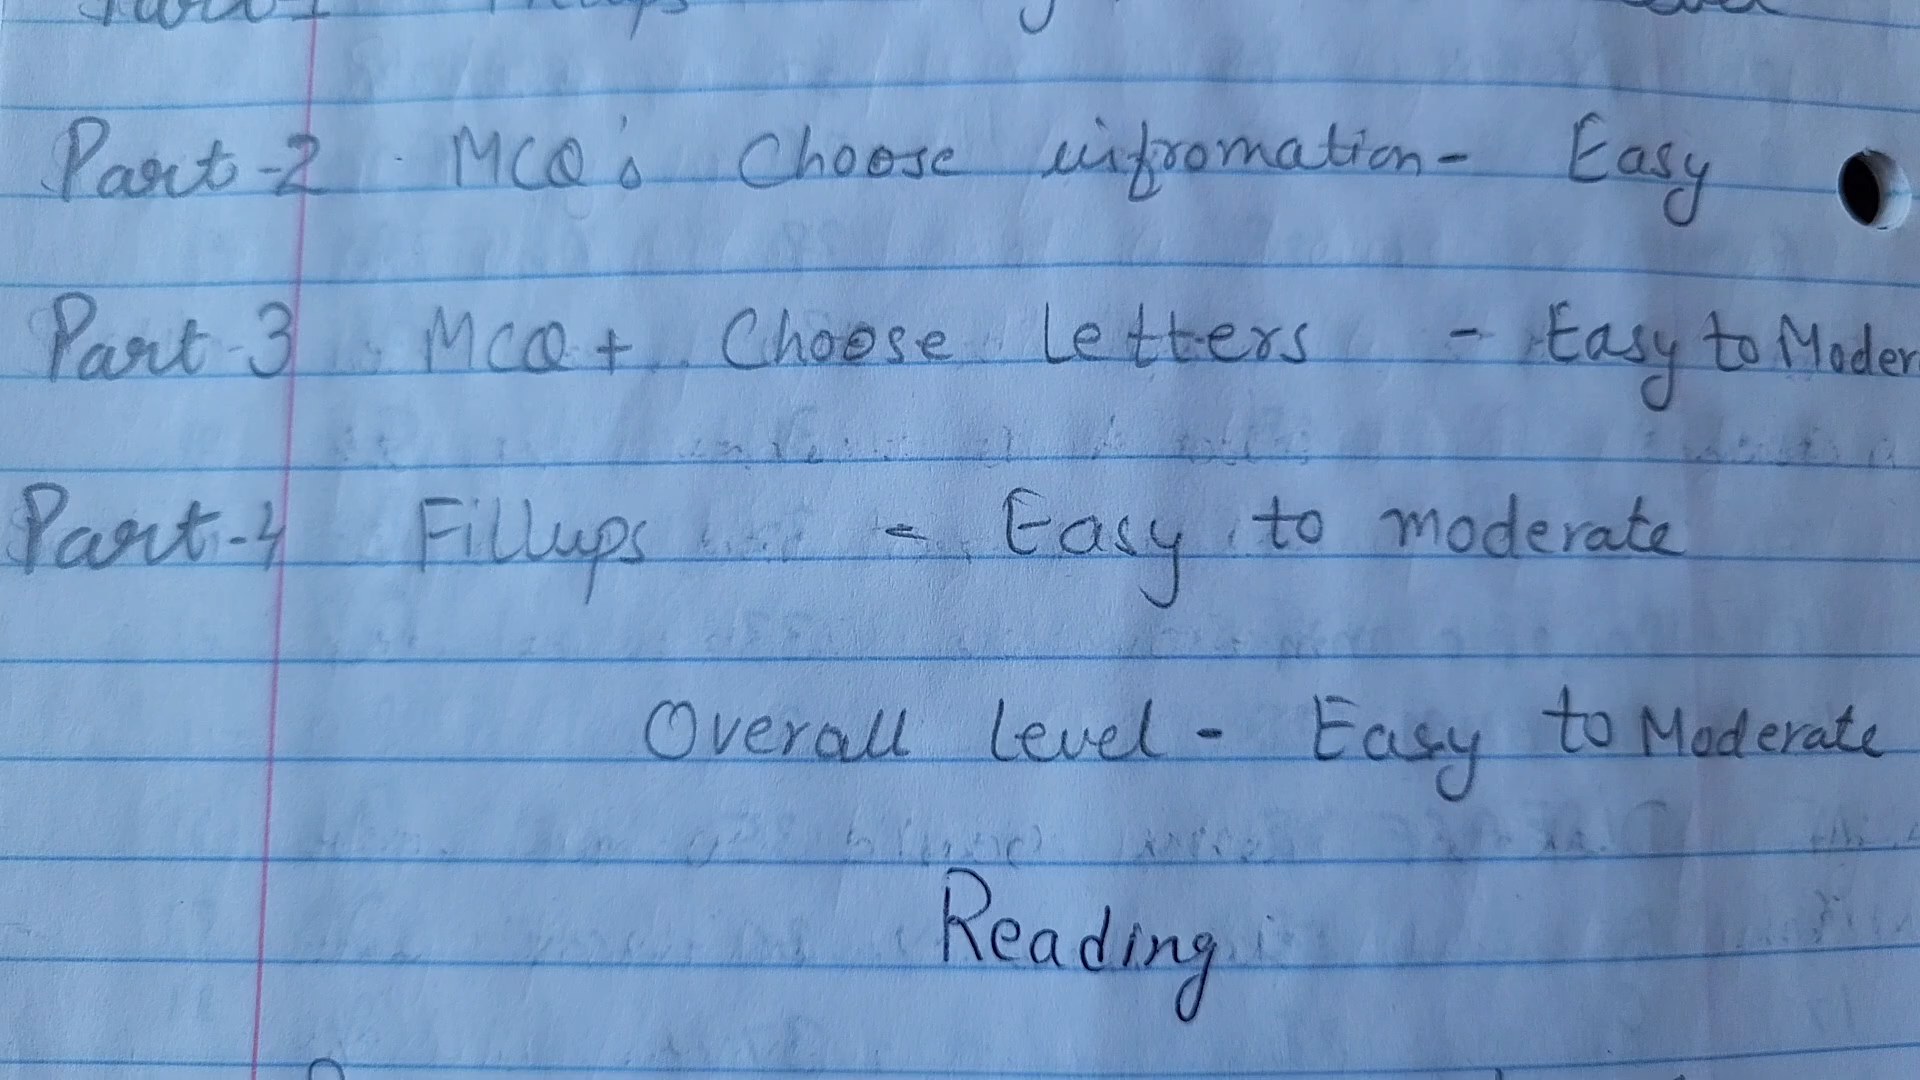 Part-2 MCQ's Choose infromation - Easy
Part-3 MCQ + Choose letters - Easy to Moder
Part-4 Fillups - Easy to moderate
Overall level - Easy to Moderate
Reading